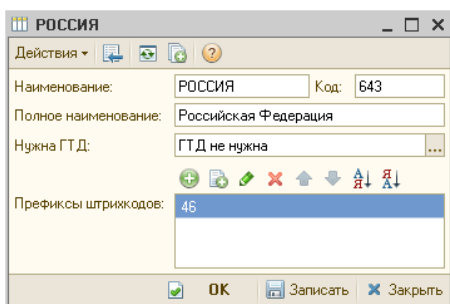 РОССИЯ
Действия
Наименование: РОССИЯ Код: 643
Полное наименование: Российская Федерация
Нужна ГТД: ГТД не нужна ...
Префиксы штрихкодов: 46
OK Записать Закрыть